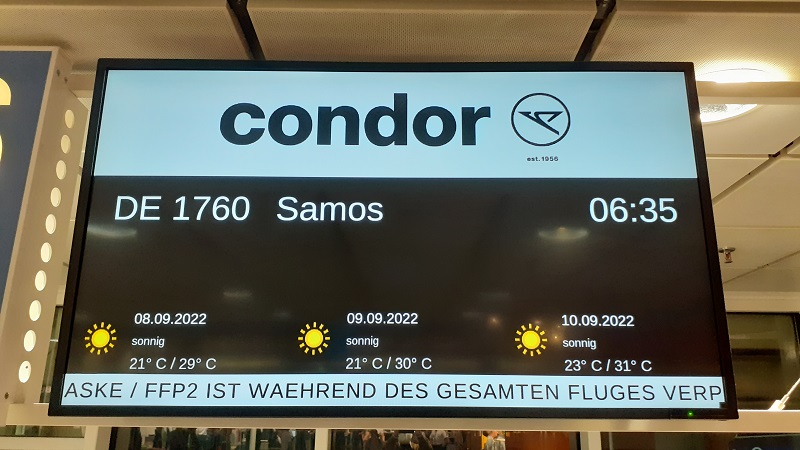 condor
est. 1956
DE 1760 Samos 06:35
08.09.2022 09.09.2022 10.09.2022
sonnig sonnig sonnig
21° C / 29° C 21° C / 30° C 23° C / 31° C
ASKE / FFP2 IST WAEHREND DES GESAMTEN FLUGES VERP